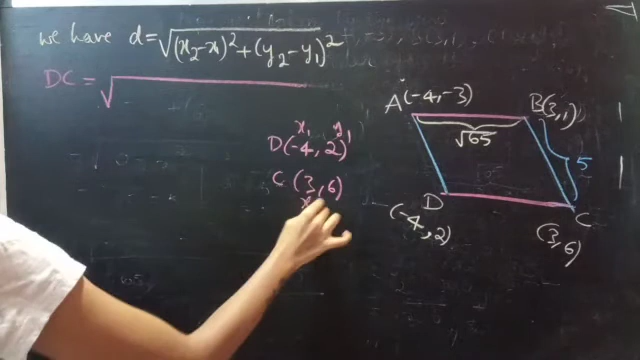 we have d=√(x₂-x)²+(y₂-y₁)²
DC = √
A(-4,-3)
B(3,1)
√65
5
x₁ y₁
D(-4, 2)
C (3, 6)
x
D
(-4, 2)
C
(3, 6)